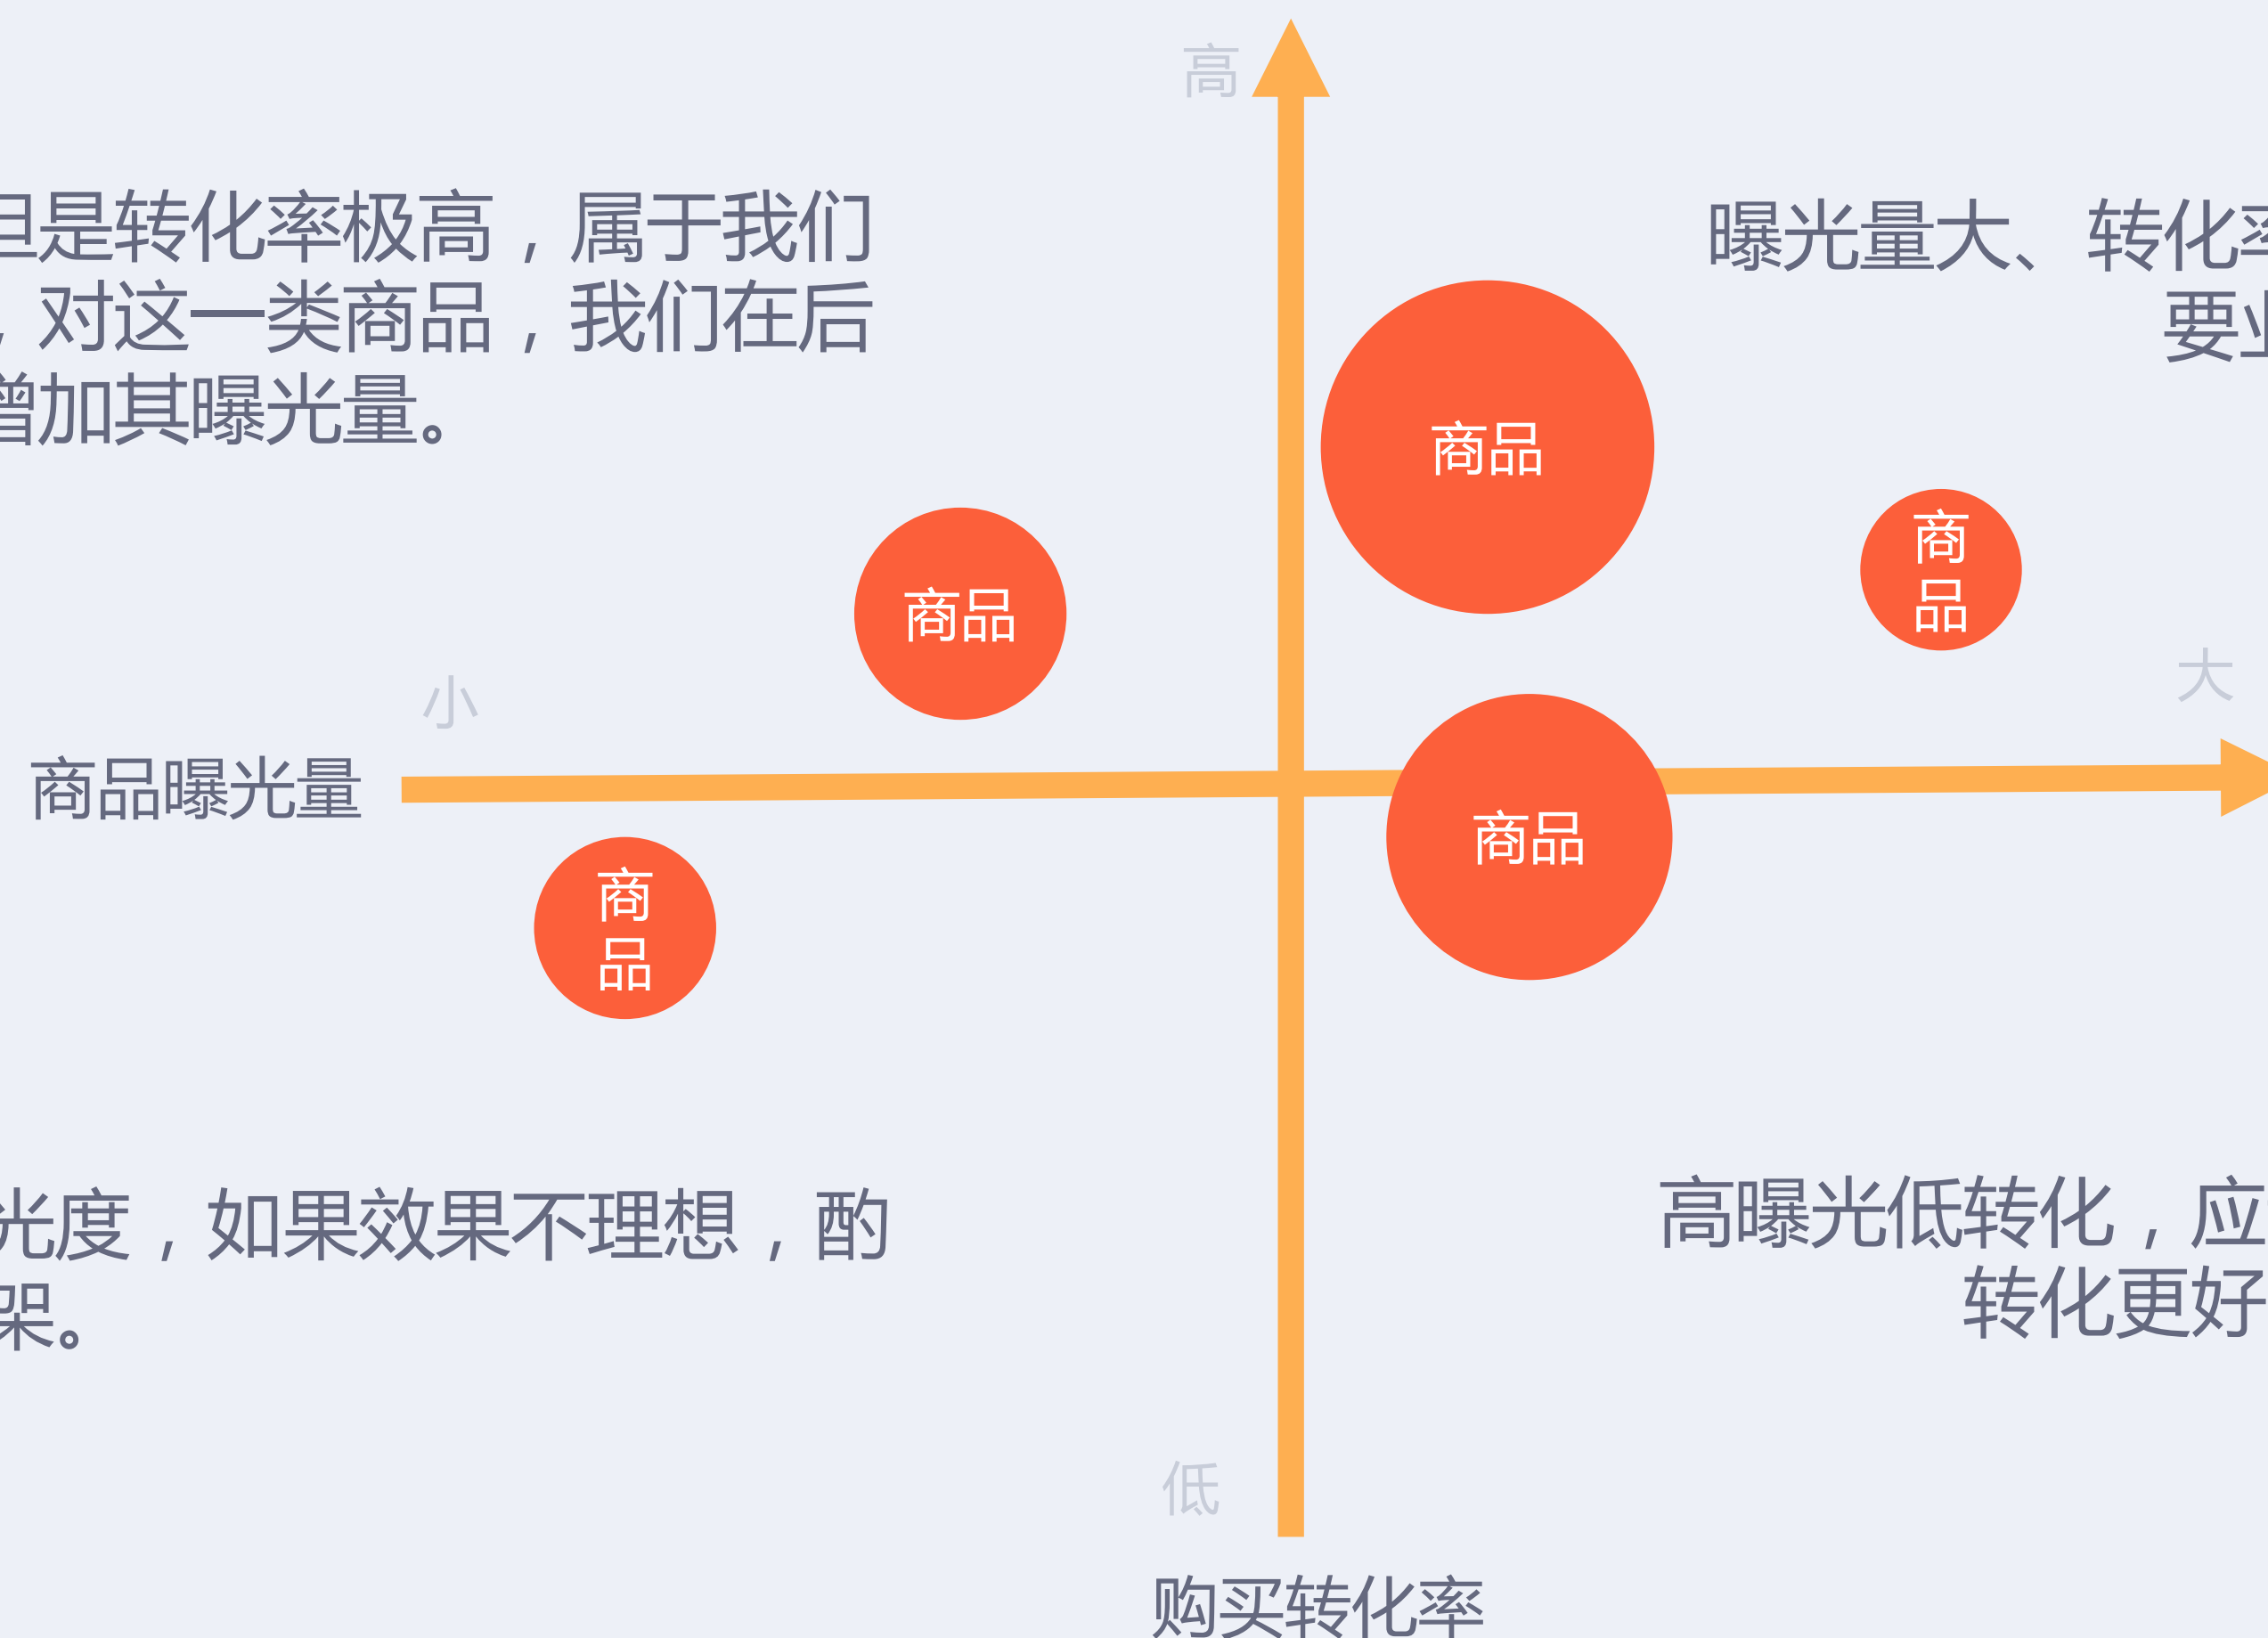 高
但是转化率极高，属于我们
，对这一类商品，我们在后
增加其曝光量。
曝光量大、转化率
要
商品
商
品
商品
小
大
商品曝光量
商品
商
品
光度，如果效果不理想，酌
架。
高曝光低转化，应
转化更好
低
购买转化率